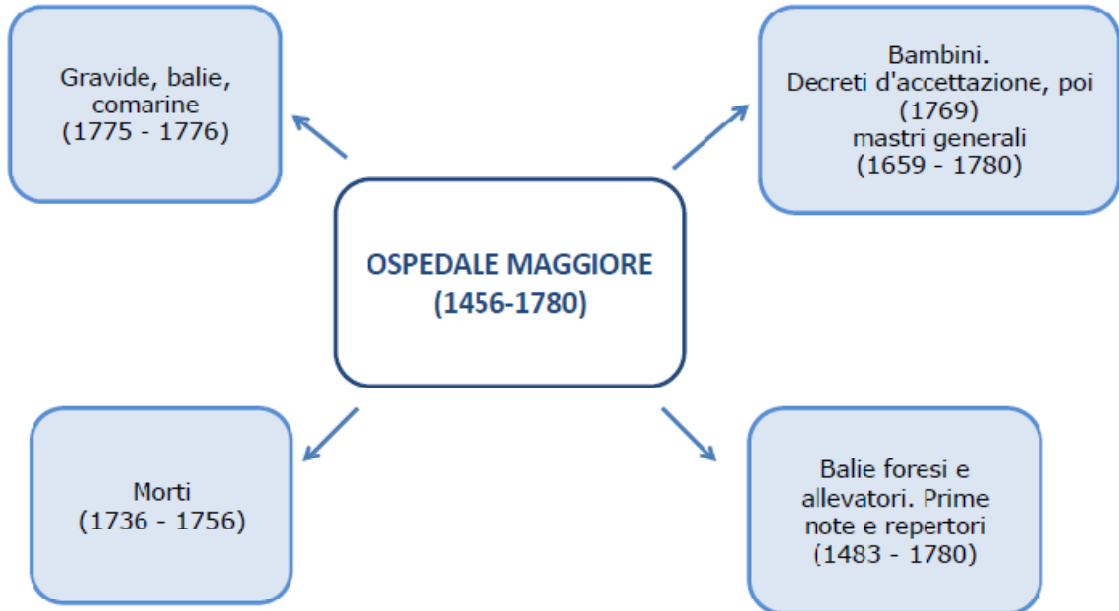 Gravide, balie,
comarine
(1775 - 1776)
Bambini.
Decreti d'accettazione, poi
(1769)
mastri generali
(1659 - 1780)
OSPEDALE MAGGIORE
(1456-1780)
Morti
(1736 - 1756)
Balie foresi e
allevatori. Prime
note e repertori
(1483 - 1780)